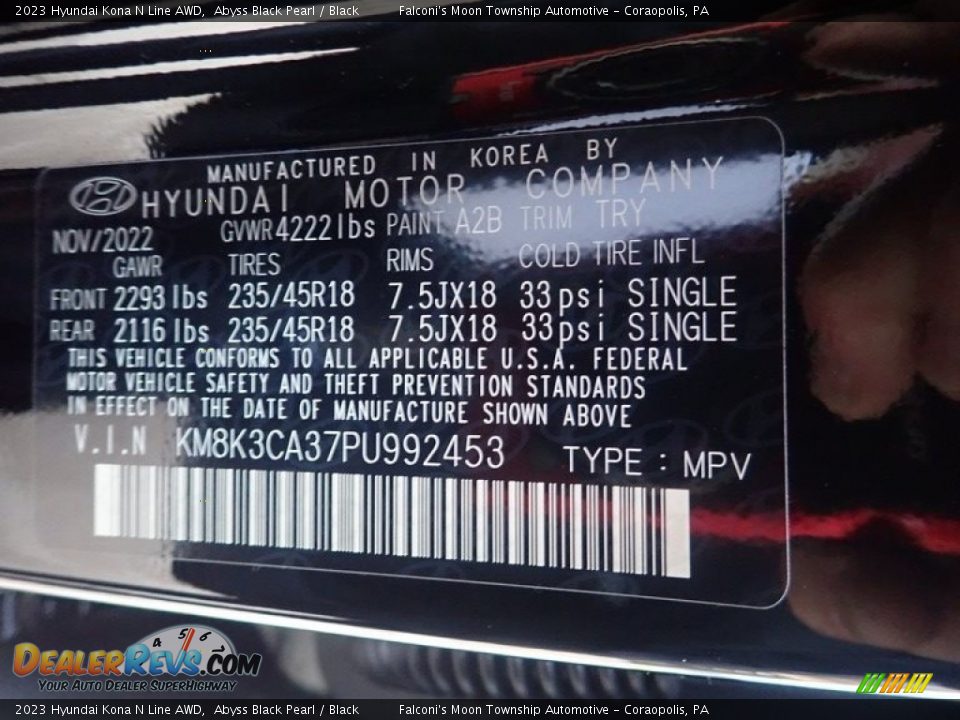 2023 Hyundai Kona N Line AWD, Abyss Black Pearl / Black Falconi's Moon Township Automotive - Coraopolis, PA
MANUFACTURED IN KOREA BY
HYUNDAI MOTOR COMPANY
NOV/2022 GVWR 4222 lbs PAINT A2B TRIM TRY
GAWR TIRES RIMS COLD TIRE INFL
FRONT 2293 lbs 235/45R18 7.5JX18 33psi SINGLE
REAR 2116 lbs 235/45R18 7.5JX18 33psi SINGLE
THIS VEHICLE CONFORMS TO ALL APPLICABLE U.S.A. FEDERAL
MOTOR VEHICLE SAFETY AND THEFT PREVENTION STANDARDS
IN EFFECT ON THE DATE OF MANUFACTURE SHOWN ABOVE
V.I.N KM8K3CA37PU992453 TYPE : MPV
4 5 6
DEALERREVS.COM
YOUR AUTO DEALER SUPERHIGHWAY
2023 Hyundai Kona N Line AWD, Abyss Black Pearl / Black Falconi's Moon Township Automotive - Coraopolis, PA